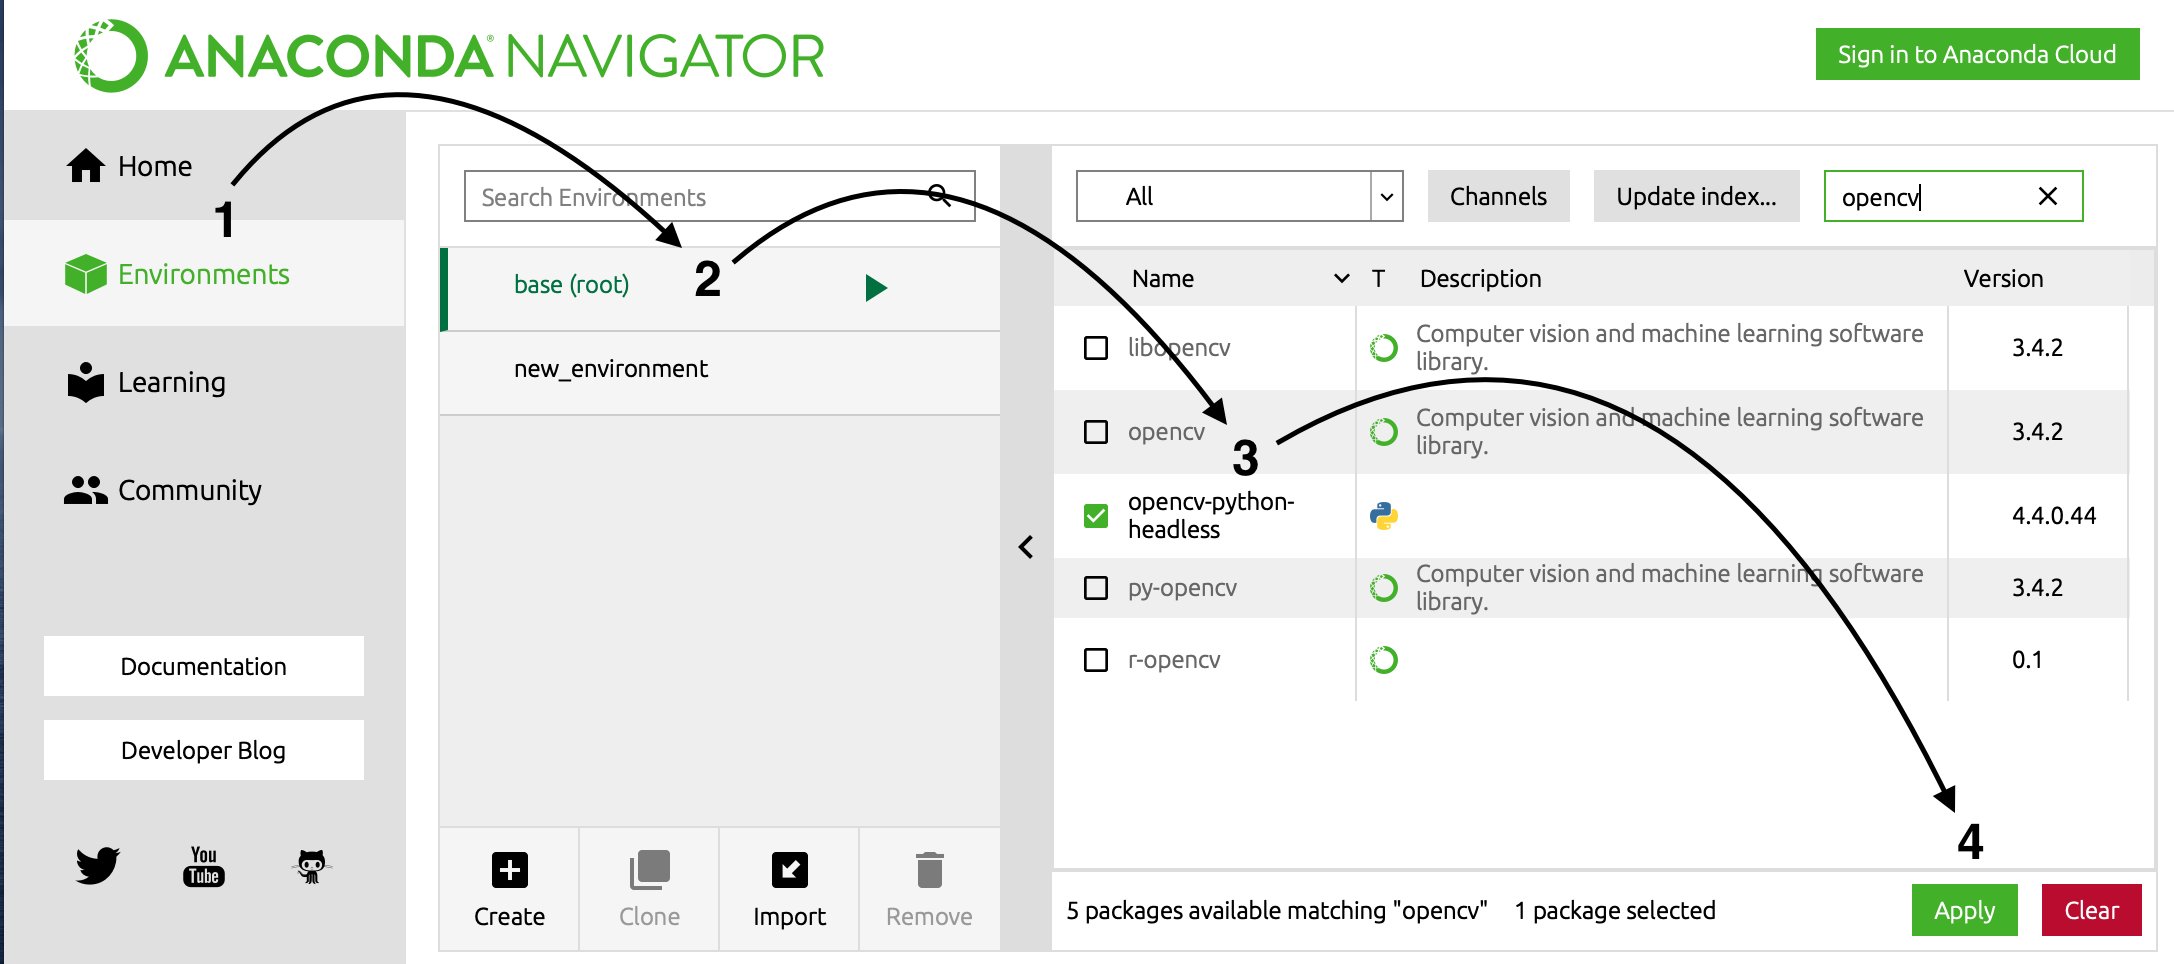 ANACONDA® NAVIGATOR
Sign in to Anaconda Cloud
Home
1
Environments
Learning
Community
Documentation
Developer Blog
You
Tube
Search Environments
base (root)
2
new_environment
Create
Clone
Import
Remove
All
Channels
Update index...
opencv
Name
T
Description
Version
libopencv
Computer vision and machine learning software
library.
3.4.2
opencv
Computer vision and machine learning software
library.
3.4.2
3
opencv-python-
headless
4.4.0.44
py-opencv
Computer vision and machine learning software
library.
3.4.2
r-opencv
0.1
4
5 packages available matching "opencv"
1 package selected
Apply
Clear